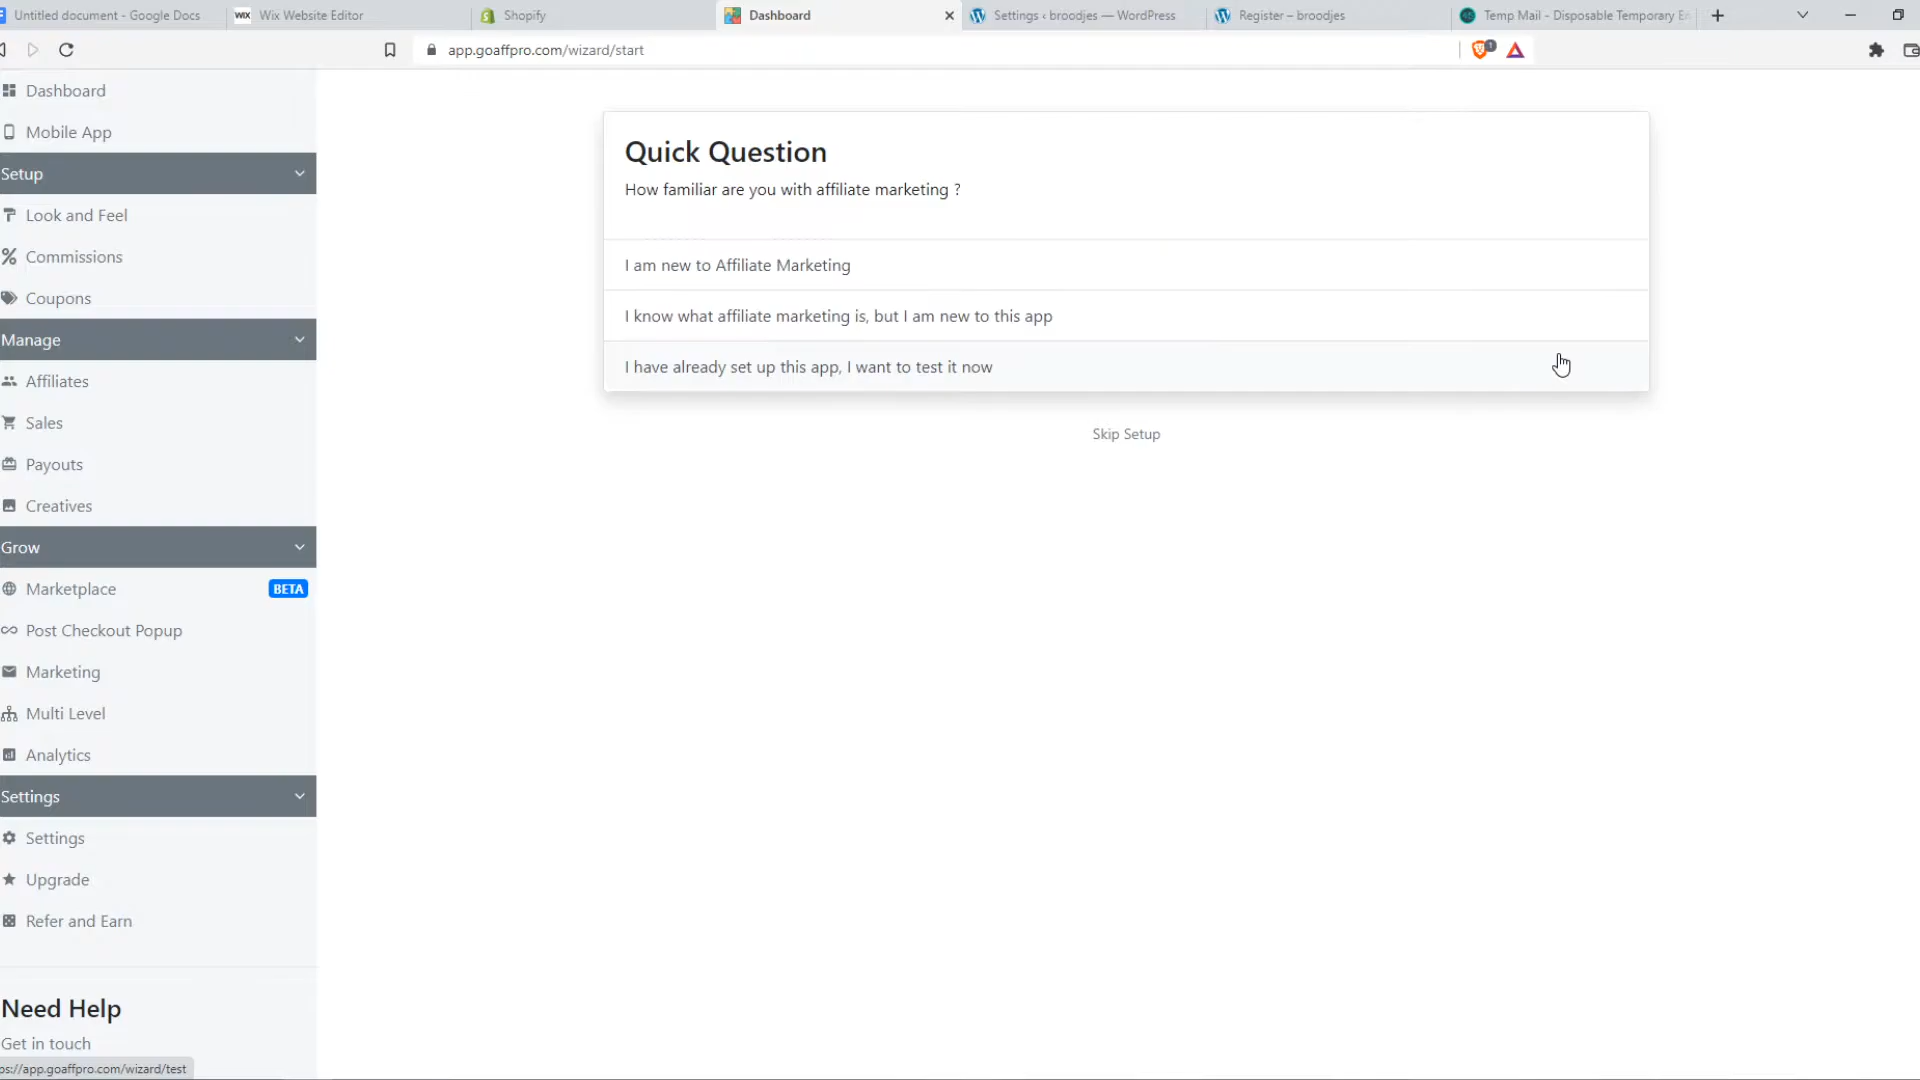 Untitled document - Google Docs
WIX Wix Website Editor
Shopify
Dashboard
Settings ‹ broodjes — WordPress
Register – broodjes
Temp Mail - Disposable Temporary
app.goaffpro.com/wizard/start
1
Dashboard
Mobile App
Setup
Look and Feel
Commissions
Coupons
Manage
Affiliates
Sales
Payouts
Creatives
Grow
Marketplace
BETA
Post Checkout Popup
Marketing
Multi Level
Analytics
Settings
Settings
Upgrade
Refer and Earn
Need Help
Get in touch
ps://app.goaffpro.com/wizard/test
Quick Question
How familiar are you with affiliate marketing ?
I am new to Affiliate Marketing
I know what affiliate marketing is, but I am new to this app
I have already set up this app, I want to test it now
Skip Setup